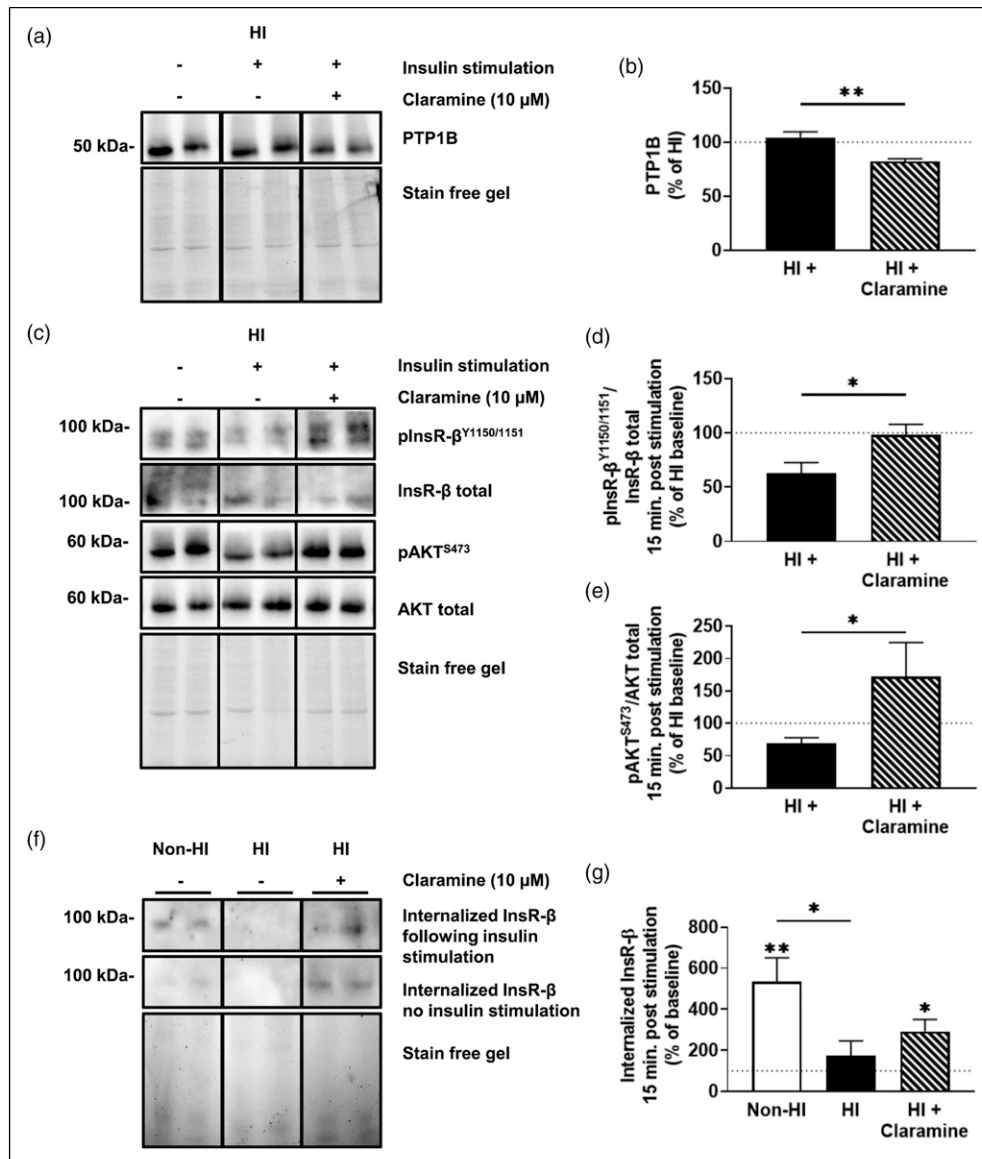 (a)
HI
- + + Insulin stimulation
- - + Claramine (10 µM)
50 kDa- PTP1B
Stain free gel
(b)
PTP1B
(% of HI)
150
100
50
0
**
HI +
HI +
Claramine
(c)
HI
- + + Insulin stimulation
- - + Claramine (10 µM)
100 kDa- pInsR-β^Y1150/1151
100 kDa- InsR-β total
60 kDa- pAKT^S473
60 kDa- AKT total
Stain free gel
(d)
pInsR-β^Y1150/1151/
InsR-β total
15 min. post stimulation
(% of HI baseline)
150
100
50
0
*
HI +
HI +
Claramine
(e)
pAKT^S473/AKT total
15 min. post stimulation
(% of HI baseline)
250
200
150
100
50
0
*
HI +
HI +
Claramine
(f)
Non-HI HI HI
- - + Claramine (10 µM)
100 kDa- Internalized InsR-β
following insulin
stimulation
100 kDa- Internalized InsR-β
no insulin stimulation
Stain free gel
(g)
Internalized InsR-β
15 min. post stimulation
(% of baseline)
800
600
400
200
0
**
*
*
Non-HI HI HI +
Claramine